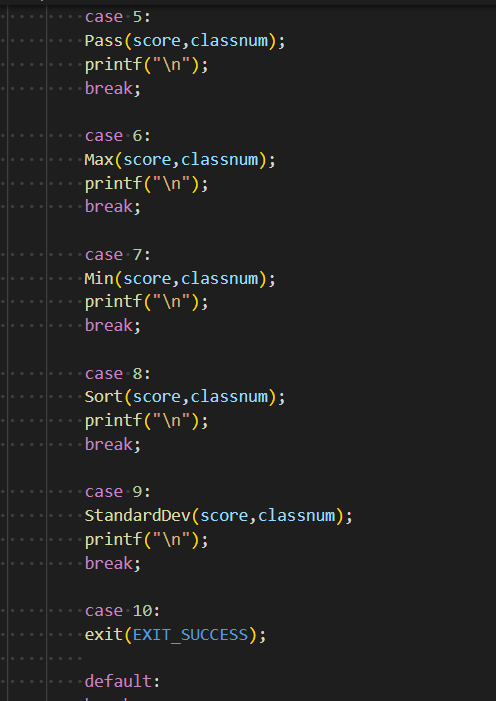 case 5:
Pass(score,classnum);
printf("\n");
break;
case 6:
Max(score,classnum);
printf("\n");
break;
case 7:
Min(score,classnum);
printf("\n");
break;
case 8:
Sort(score,classnum);
printf("\n");
break;
case 9:
StandardDev(score,classnum);
printf("\n");
break;
case 10:
exit(EXIT_SUCCESS);
default: